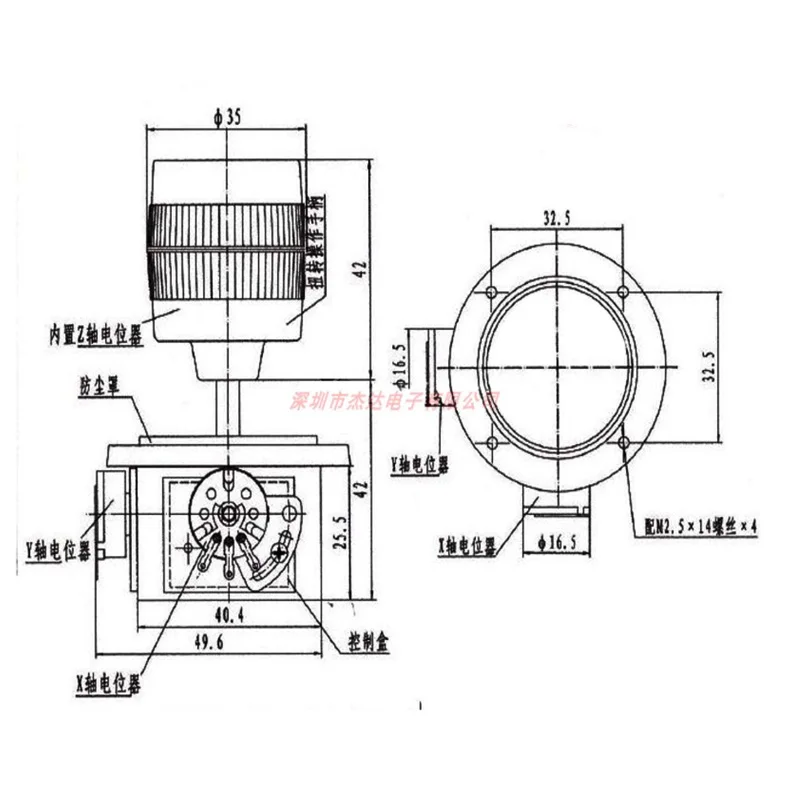 ф35
扭转操作手柄
42
内置Z轴电位器
防尘罩
深圳市杰达电子有限公司
42
25.5
Y轴电位器
40.4
49.6
控制盒
X轴电位器
32.5
ф16.5
32.5
Y轴电位器
配M2.5×14螺丝×4
X轴电位器
ф16.5